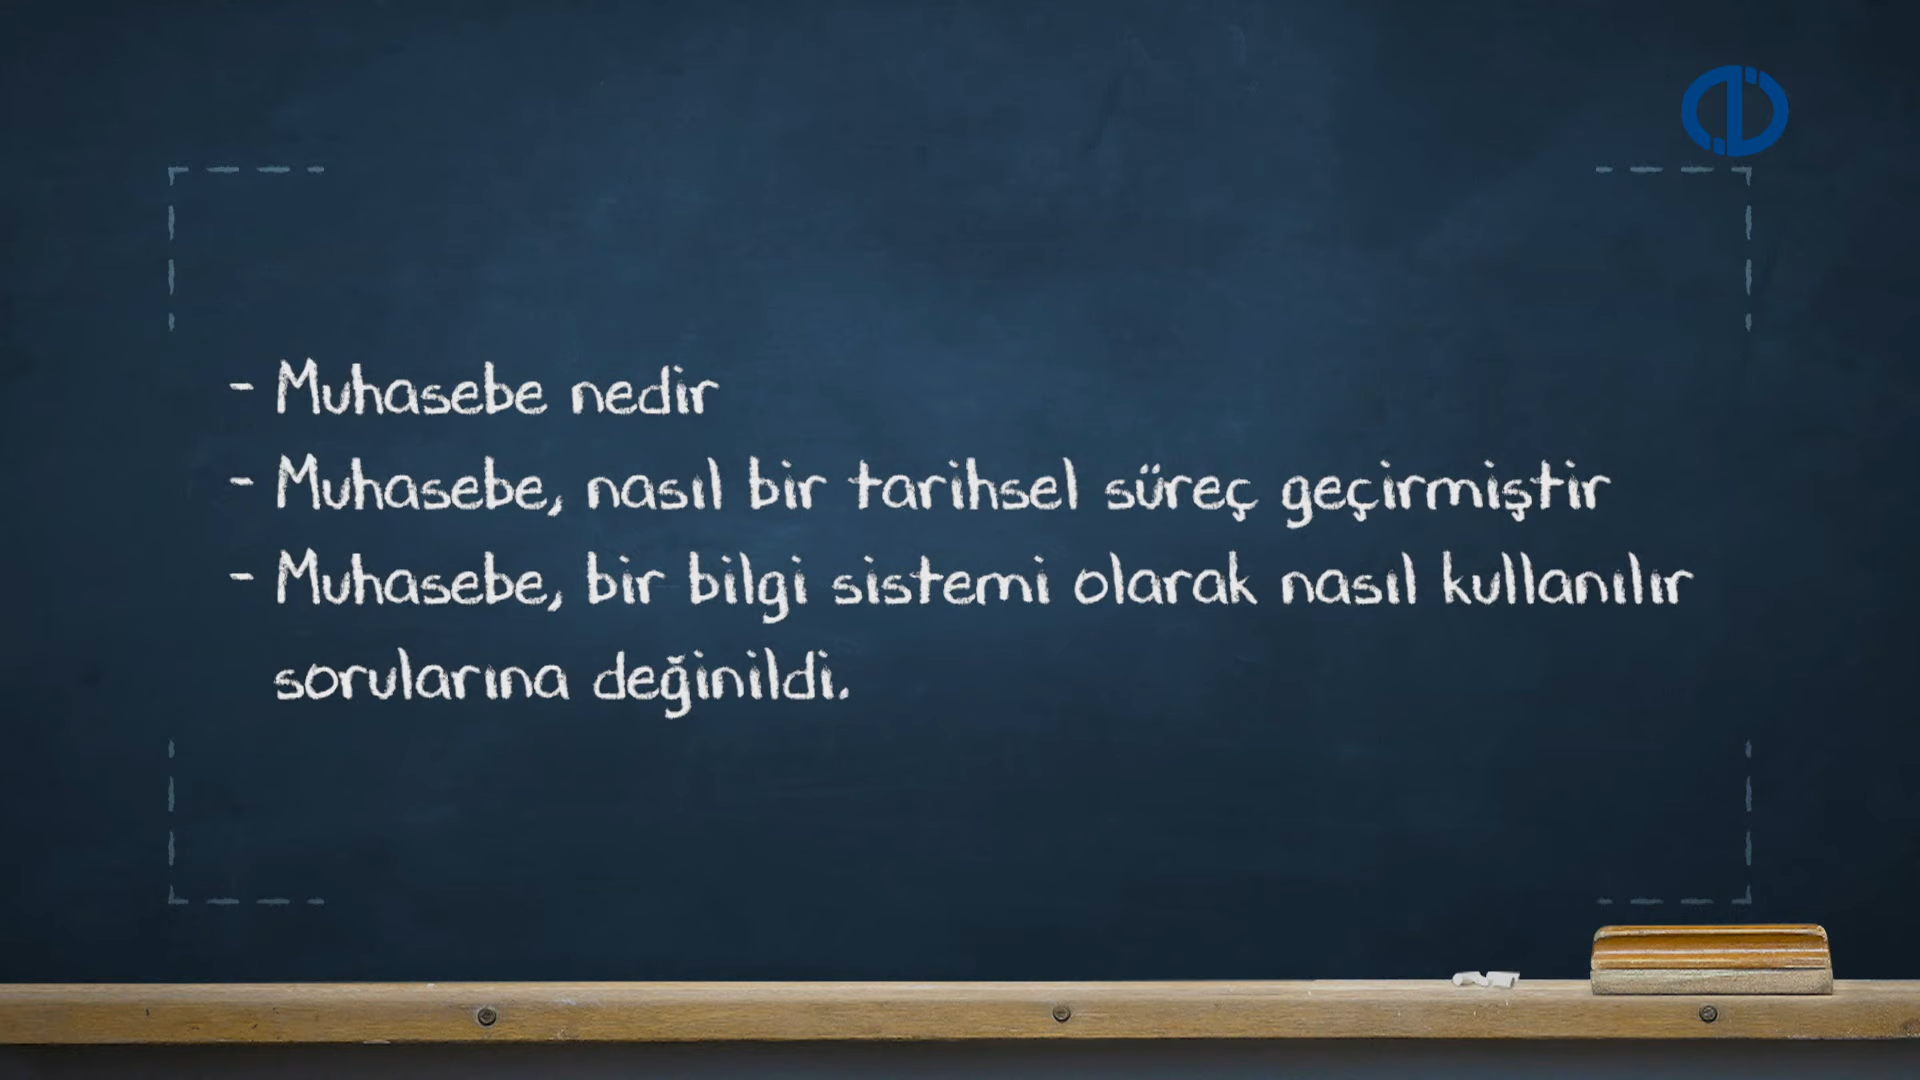 - Muhasebe nedir
- Muhasebe, nasıl bir tarihsel süreç geçirmiştir
- Muhasebe, bir bilgi sistemi olarak nasıl kullanılır
sorularına değinildi.